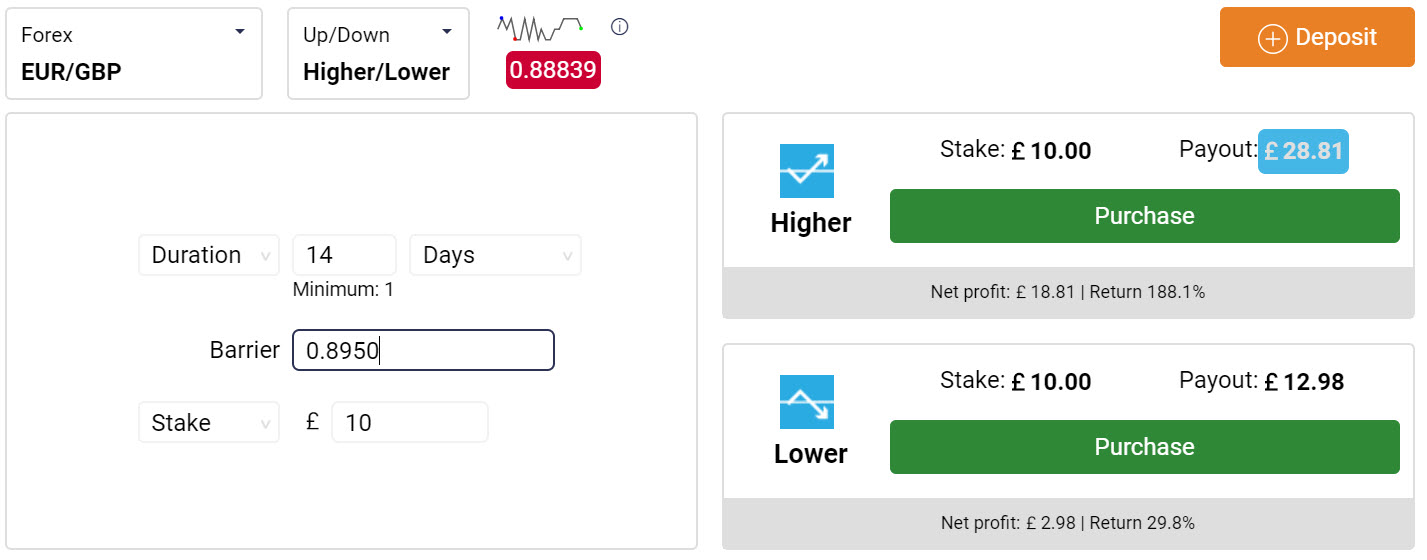 Forex
EUR/GBP
Up/Down
Higher/Lower
0.88839
Deposit
Duration 14 Days
Minimum: 1
Barrier 0.8950
Stake £ 10
Higher
Stake: £ 10.00 Payout: £ 28.81
Purchase
Net profit: £ 18.81 | Return 188.1%
Lower
Stake: £ 10.00 Payout: £ 12.98
Purchase
Net profit: £ 2.98 | Return 29.8%